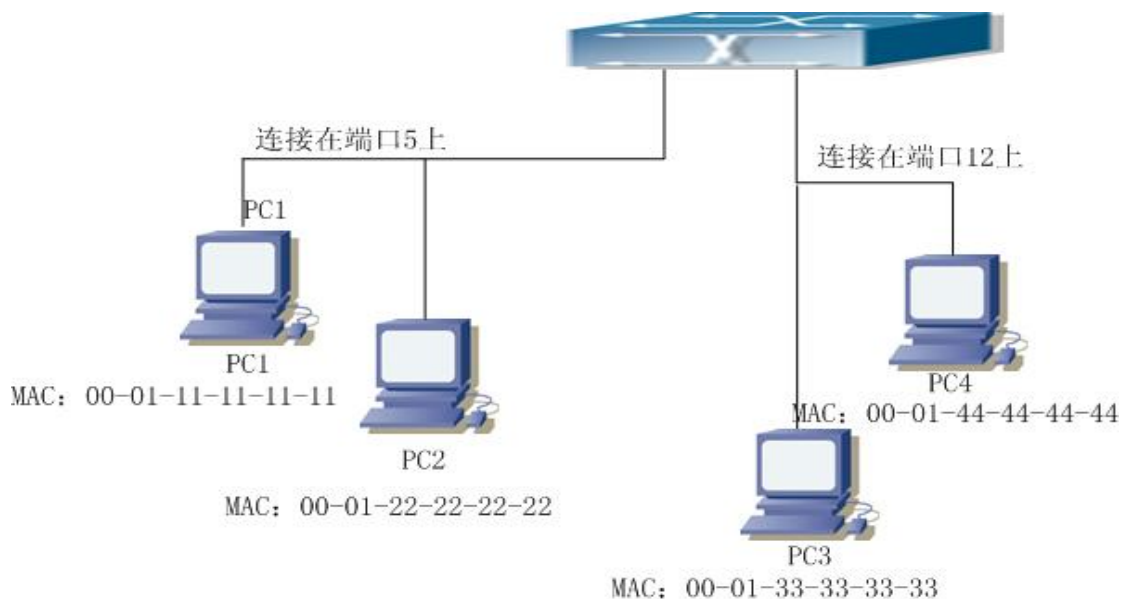 连接在端口5上
连接在端口12上
PC1
PC1
MAC: 00-01-11-11-11-11
PC2
MAC: 00-01-22-22-22-22
PC4
MAC: 00-01-44-44-44-44
PC3
MAC: 00-01-33-33-33-33